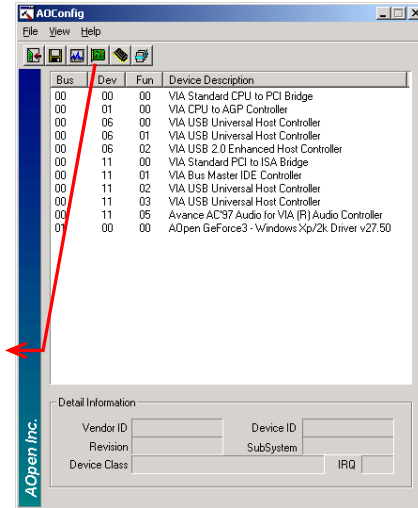 AOConfig
File View Help
Bus Dev Fun Device Description
00 00 00 VIA Standard CPU to PCI Bridge
00 01 00 VIA CPU to AGP Controller
00 06 00 VIA USB Universal Host Controller
00 06 01 VIA USB Universal Host Controller
00 06 02 VIA USB 2.0 Enhanced Host Controller
00 11 00 VIA Standard PCI to ISA Bridge
00 11 01 VIA Bus Master IDE Controller
00 11 02 VIA USB Universal Host Controller
00 11 03 VIA USB Universal Host Controller
00 11 05 Avance AC'97 Audio for VIA (R) Audio Controller
01 00 00 AOpen GeForce3 - Windows Xp/2k Driver v27.50
Detail Information
Vendor ID Device ID
Revision SubSystem
Device Class IRQ
AOpen Inc.